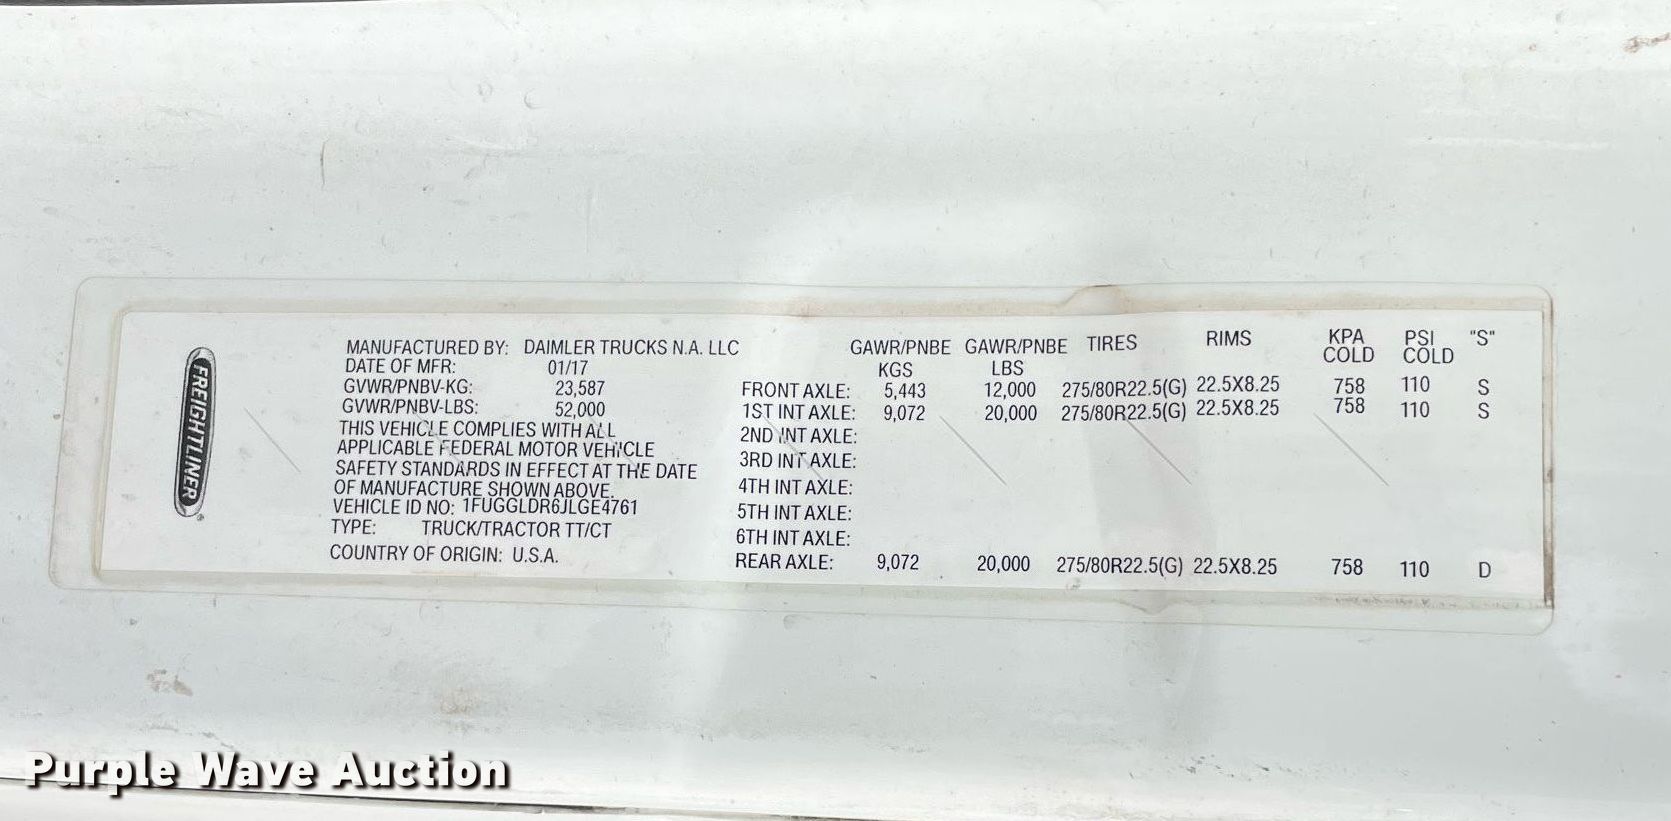 FREIGHTLINER
MANUFACTURED BY: DAIMLER TRUCKS N.A. LLC
DATE OF MFR: 01/17
GVWR/PNBV-KG: 23,587
GVWR/PNBV-LBS: 52,000
THIS VEHICLE COMPLIES WITH ALL
APPLICABLE FEDERAL MOTOR VEHICLE
SAFETY STANDARDS IN EFFECT AT THE DATE
OF MANUFACTURE SHOWN ABOVE.
VEHICLE ID NO: 1FUGGLDR6JLGE4761
TYPE: TRUCK/TRACTOR TT/CT
COUNTRY OF ORIGIN: U.S.A.
GAWR/PNBE GAWR/PNBE TIRES RIMS KPA PSI "S"
KGS LBS COLD COLD
FRONT AXLE: 5,443 12,000 275/80R22.5(G) 22.5X8.25 758 110 S
1ST INT AXLE: 9,072 20,000 275/80R22.5(G) 22.5X8.25 758 110 S
2ND INT AXLE:
3RD INT AXLE:
4TH INT AXLE:
5TH INT AXLE:
6TH INT AXLE:
REAR AXLE: 9,072 20,000 275/80R22.5(G) 22.5X8.25 758 110 D
Purple Wave Auction